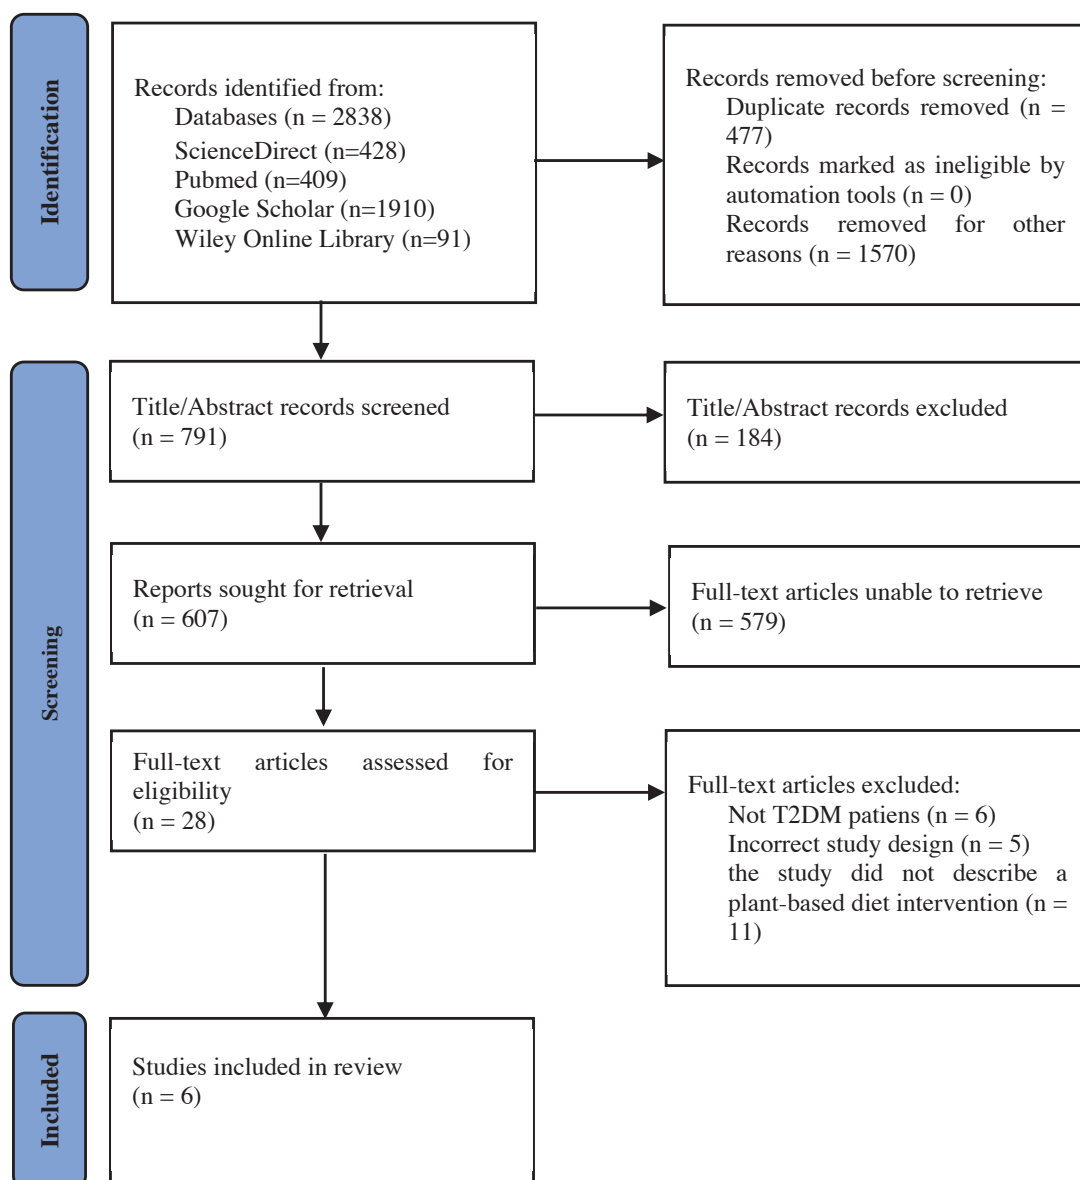 Identification
Records identified from:
Databases (n = 2838)
ScienceDirect (n=428)
Pubmed (n=409)
Google Scholar (n=1910)
Wiley Online Library (n=91)
Records removed before screening:
Duplicate records removed (n =
477)
Records marked as ineligible by
automation tools (n = 0)
Records removed for other
reasons (n = 1570)
Screening
Title/Abstract records screened
(n = 791)
Title/Abstract records excluded
(n = 184)
Reports sought for retrieval
(n = 607)
Full-text articles unable to retrieve
(n = 579)
Full-text articles assessed for
eligibility
(n = 28)
Full-text articles excluded:
Not T2DM patiens (n = 6)
Incorrect study design (n = 5)
the study did not describe a
plant-based diet intervention (n =
11)
Included
Studies included in review
(n = 6)